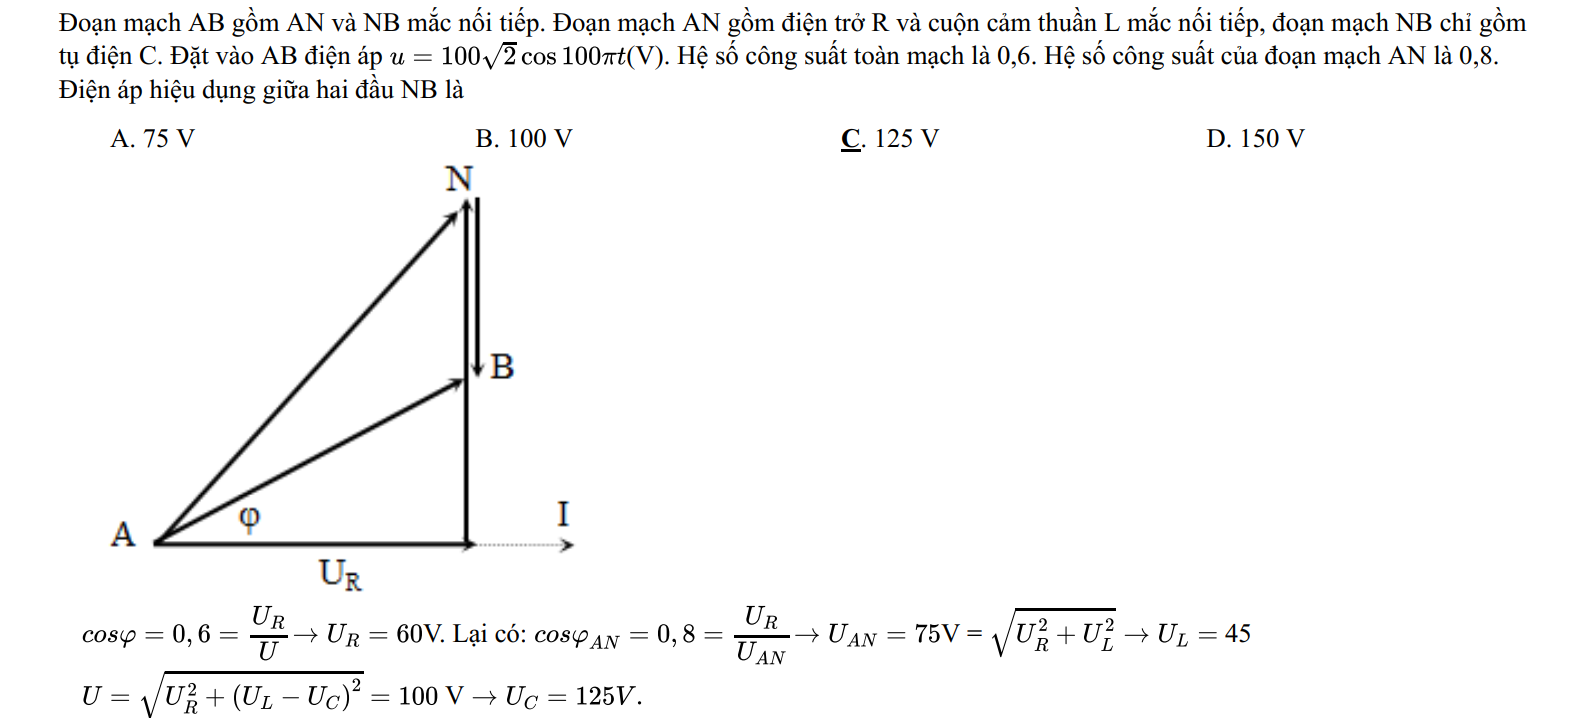 Đoạn mạch AB gồm AN và NB mắc nối tiếp. Đoạn mạch AN gồm điện trở R và cuộn cảm thuần L mắc nối tiếp, đoạn mạch NB chỉ gồm
tụ điện C. Đặt vào AB điện áp $u = 100\sqrt{2}\cos 100\pi t$(V). Hệ số công suất toàn mạch là 0,6. Hệ số công suất của đoạn mạch AN là 0,8.
Điện áp hiệu dụng giữa hai đầu NB là
A. 75 V B. 100 V C. 125 V D. 150 V
N
B
φ
I
A
U_R
$cos\varphi = 0,6 = \frac{U_R}{U} \rightarrow U_R = 60$V. Lại có: $cos\varphi_{AN} = 0,8 = \frac{U_R}{U_{AN}} \rightarrow U_{AN} = 75$V $= \sqrt{U_R^2 + U_L^2} \rightarrow U_L = 45$
$U = \sqrt{U_R^2 + (U_L - U_C)^2} = 100$ V $\rightarrow U_C = 125V.$